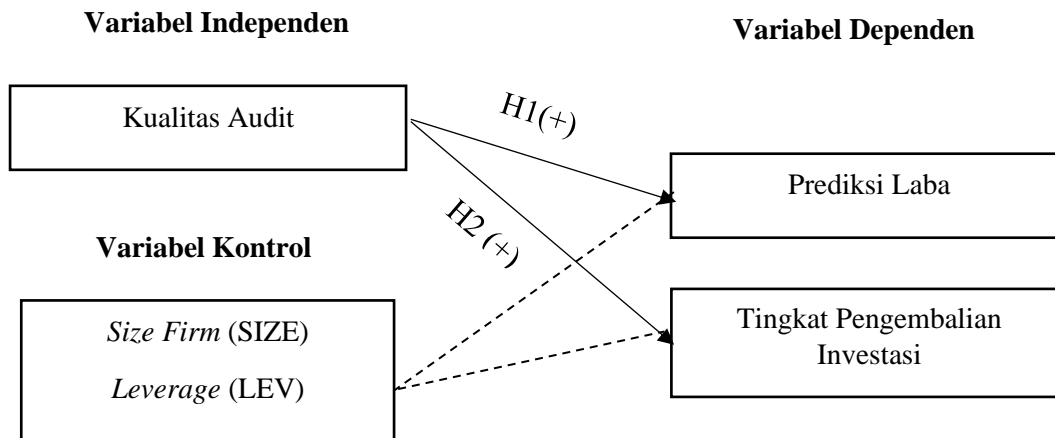 Variabel Independen
Variabel Dependen
Kualitas Audit
H1(+)
Prediksi Laba
H2 (+)
Variabel Kontrol
Size Firm (SIZE)
Leverage (LEV)
Tingkat Pengembalian
Investasi